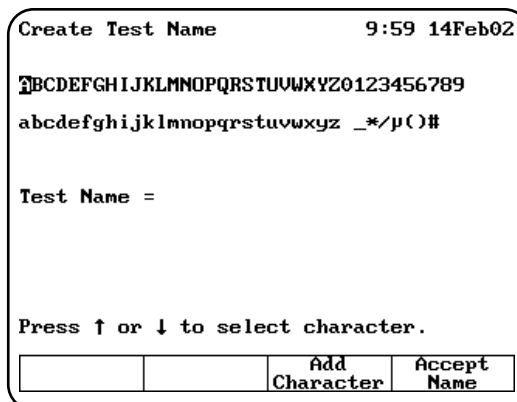 Create Test Name 9:59 14Feb02
ABCDEFGHIJKLMNOPQRSTUVWXYZ0123456789
abcdefghijklmnopqrstuvwxyz _*/µ()#
Test Name =
Press ↑ or ↓ to select character.
Add Character
Accept Name